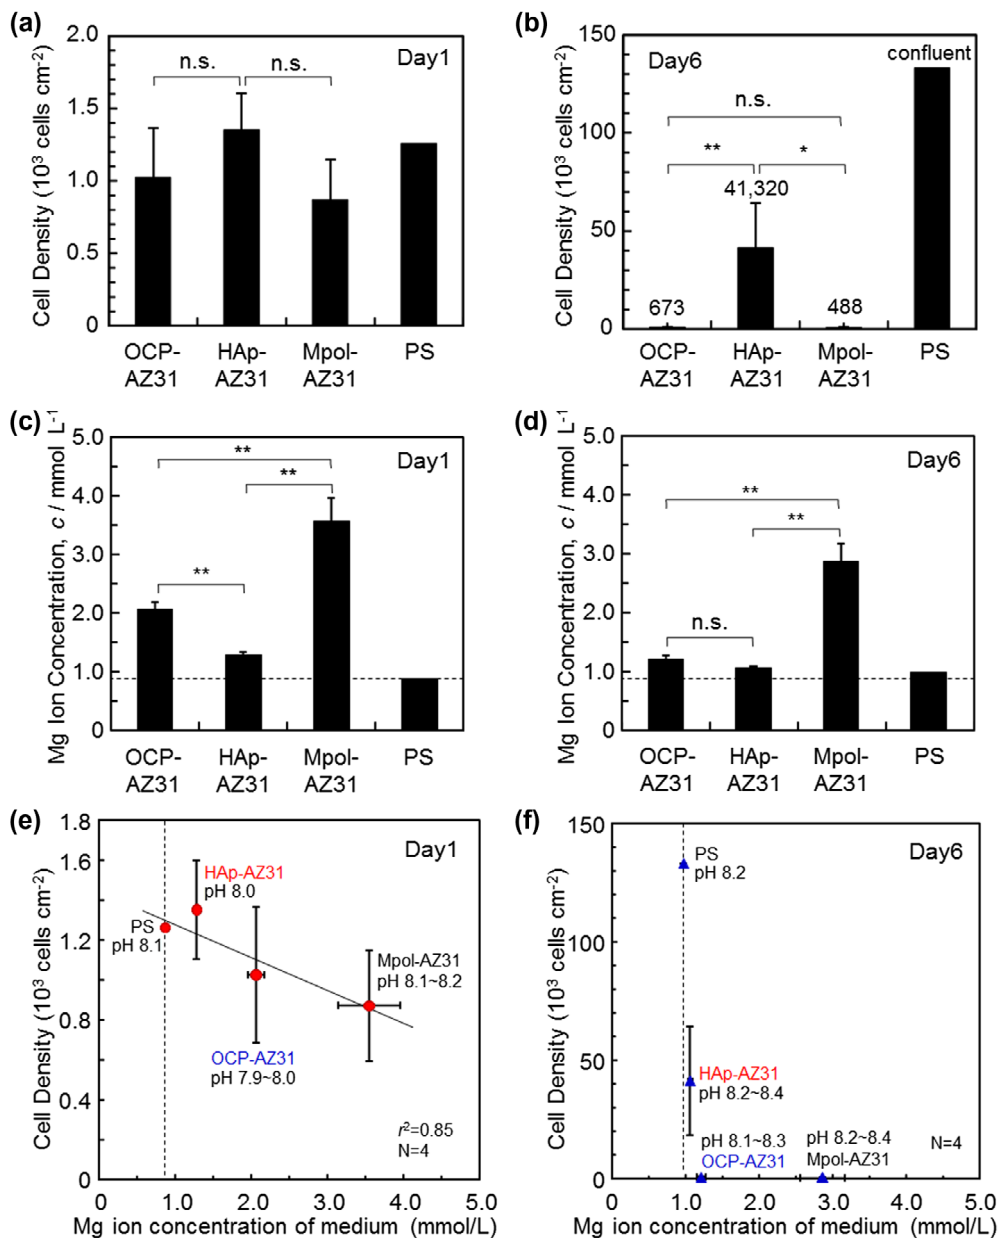 (a)
2.0
1.5
1.0
0.5
0
Cell Density (10³ cells cm⁻²)
n.s.
n.s.
Day1
OCP-
AZ31
HAp-
AZ31
Mpol-
AZ31
PS
(b)
150
100
50
0
Cell Density (10³ cells cm⁻²)
Day6
confluent
n.s.
**
*
41,320
673
488
OCP-
AZ31
HAp-
AZ31
Mpol-
AZ31
PS
(c)
5.0
4.0
3.0
2.0
1.0
0
Mg Ion Concentration, c / mmol L⁻¹
Day1
**
**
**
OCP-
AZ31
HAp-
AZ31
Mpol-
AZ31
PS
(d)
5.0
4.0
3.0
2.0
1.0
0
Mg Ion Concentration, c / mmol L⁻¹
Day6
**
**
n.s.
OCP-
AZ31
HAp-
AZ31
Mpol-
AZ31
PS
(e)
1.8
1.6
1.2
0.8
0.4
0
Cell Density (10³ cells cm⁻²)
Day1
HAp-AZ31
pH 8.0
PS
pH 8.1
Mpol-AZ31
pH 8.1~8.2
OCP-AZ31
pH 7.9~8.0
r²=0.85
N=4
1.0
2.0
3.0
4.0
5.0
Mg ion concentration of medium (mmol/L)
(f)
150
100
50
0
Cell Density (10³ cells cm⁻²)
Day6
PS
pH 8.2
HAp-AZ31
pH 8.2~8.4
pH 8.1~8.3
OCP-AZ31
pH 8.2~8.4
Mpol-AZ31
N=4
0
1.0
2.0
3.0
4.0
5.0
Mg ion concentration of medium (mmol/L)